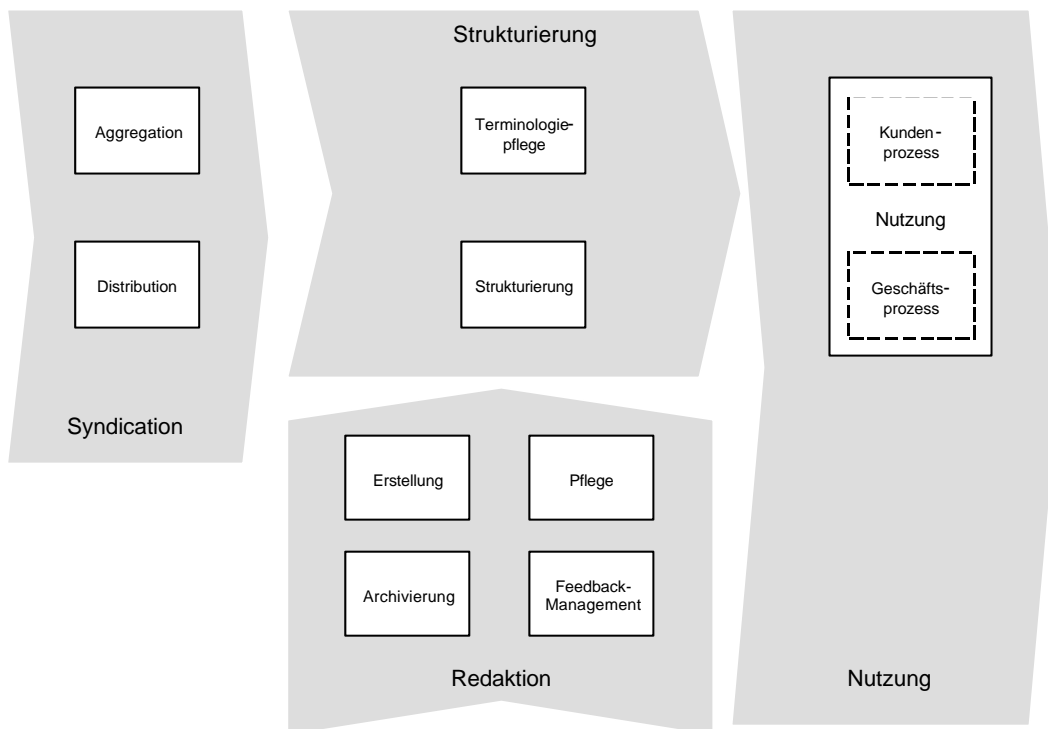 Aggregation
Distribution
Syndication
Strukturierung
Terminologie-
pflege
Strukturierung
Erstellung
Pflege
Archivierung
Feedback-
Management
Redaktion
Kunden-
prozess
Nutzung
Geschäfts-
prozess
Nutzung